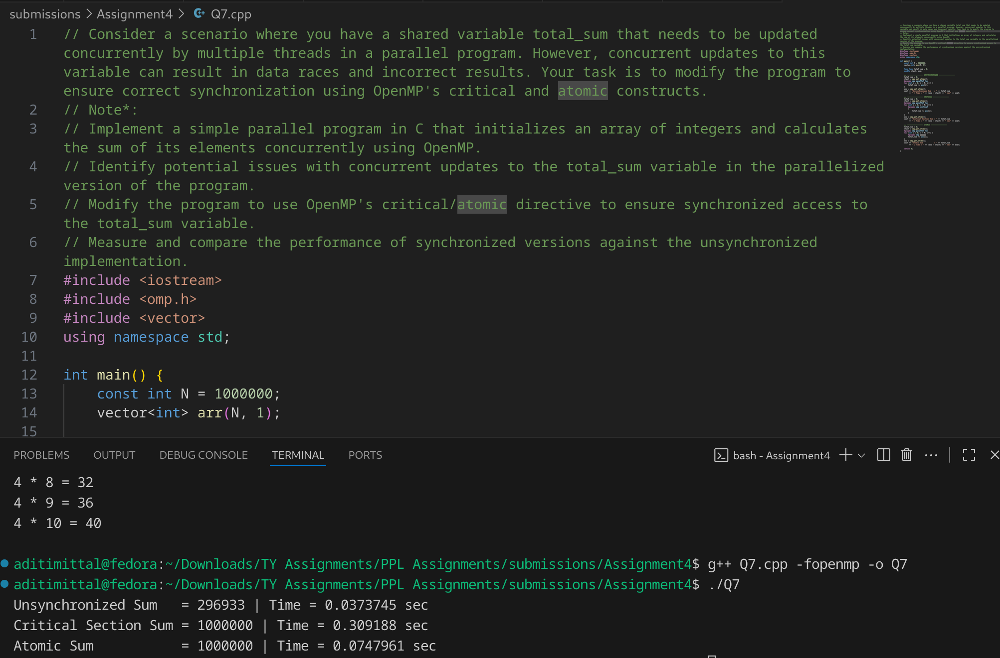 submissions > Assignment4 > Q7.cpp
1 // Consider a scenario where you have a shared variable total_sum that needs to be updated
concurrently by multiple threads in a parallel program. However, concurrent updates to this
variable can result in data races and incorrect results. Your task is to modify the program to
ensure correct synchronization using OpenMP's critical and atomic constructs.
2 // Note*:
3 // Implement a simple parallel program in C that initializes an array of integers and calculates
the sum of its elements concurrently using OpenMP.
4 // Identify potential issues with concurrent updates to the total_sum variable in the parallelized
version of the program.
5 // Modify the program to use OpenMP's critical/atomic directive to ensure synchronized access to
the total_sum variable.
6 // Measure and compare the performance of synchronized versions against the unsynchronized
implementation.
7 #include <iostream>
8 #include <omp.h>
9 #include <vector>
10 using namespace std;
11
12 int main() {
13     const int N = 1000000;
14     vector<int> arr(N, 1);
15
PROBLEMS OUTPUT DEBUG CONSOLE TERMINAL PORTS bash - Assignment4
4 * 8 = 32
4 * 9 = 36
4 * 10 = 40
aditimittal@fedora:~/Downloads/TY Assignments/PPL Assignments/submissions/Assignment4$ g++ Q7.cpp -fopenmp -o Q7
aditimittal@fedora:~/Downloads/TY Assignments/PPL Assignments/submissions/Assignment4$ ./Q7
Unsynchronized Sum   = 296933 | Time = 0.0373745 sec
Critical Section Sum = 1000000 | Time = 0.309188 sec
Atomic Sum           = 1000000 | Time = 0.0747961 sec